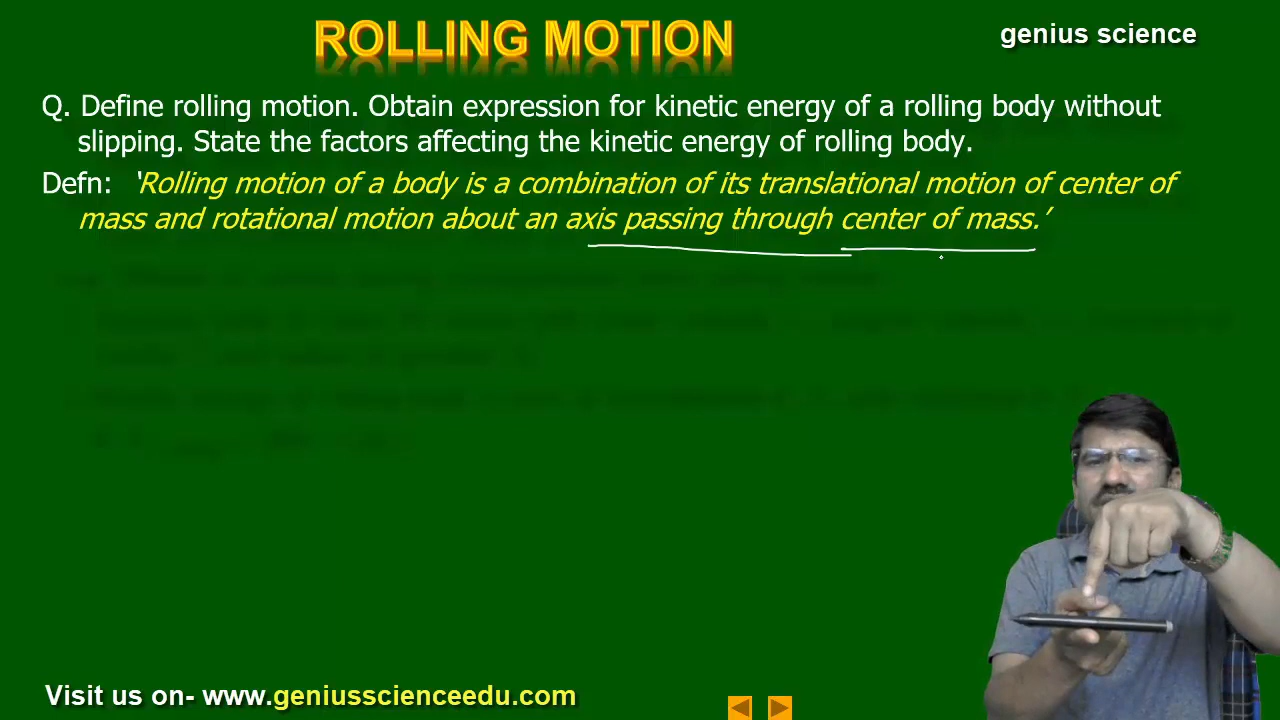 ROLLING MOTION
genius science
Q. Define rolling motion. Obtain expression for kinetic energy of a rolling body without
slipping. State the factors affecting the kinetic energy of rolling body.
Defn: 'Rolling motion of a body is a combination of its translational motion of center of
mass and rotational motion about an axis passing through center of mass.'
Visit us on- www.geniusscienceedu.com